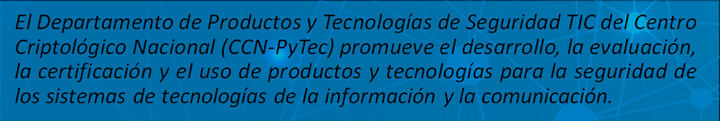 El Departamento de Productos y Tecnologías de Seguridad TIC del Centro
Criptológico Nacional (CCN-PyTec) promueve el desarrollo, la evaluación,
la certificación y el uso de productos y tecnologías para la seguridad de
los sistemas de tecnologías de la información y la comunicación.